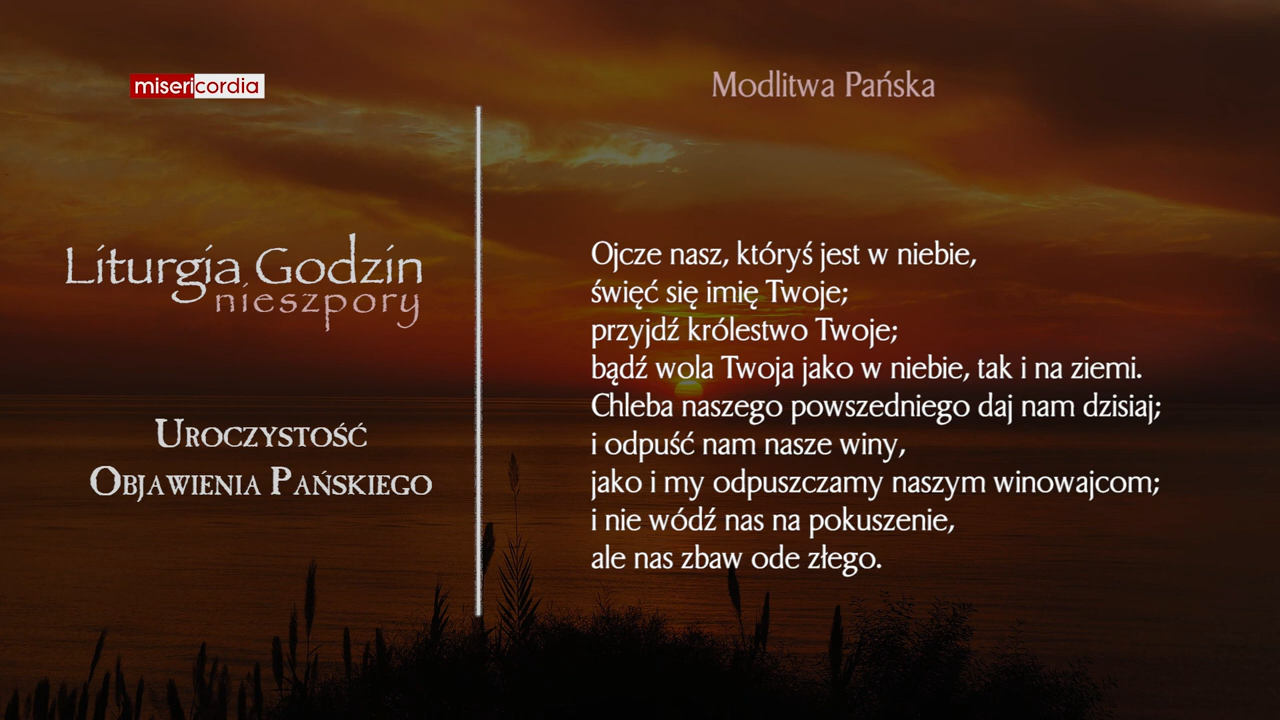 misericordia
Liturgia Godzin
nieszpory
Uroczystość
Objawienia Pańskiego
Modlitwa Pańska
Ojcze nasz, któryś jest w niebie,
święć się imię Twoje;
przyjdź królestwo Twoje;
bądź wola Twoja jako w niebie, tak i na ziemi.
Chleba naszego powszedniego daj nam dzisiaj;
i odpuść nam nasze winy,
jako i my odpuszczamy naszym winowajcom;
i nie wódź nas na pokuszenie,
ale nas zbaw ode złego.